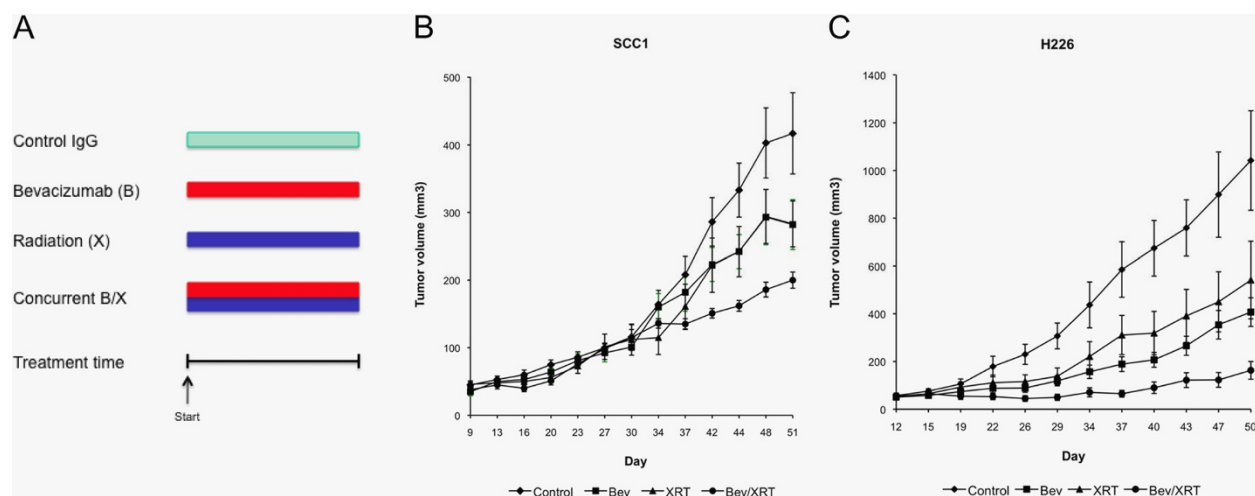 A
Control IgG
Bevacizumab (B)
Radiation (X)
Concurrent B/X
Treatment time
Start
B
SCC1
Tumor volume (mm3)
500
400
300
200
100
0
9 13 16 20 23 27 30 34 37 42 44 48 51
Day
Control Bev XRT Bev/XRT
C
H226
Tumor volume (mm3)
1400
1200
1000
800
600
400
200
0
12 15 19 22 26 29 34 37 40 43 47 50
Day
Control Bev XRT Bev/XRT